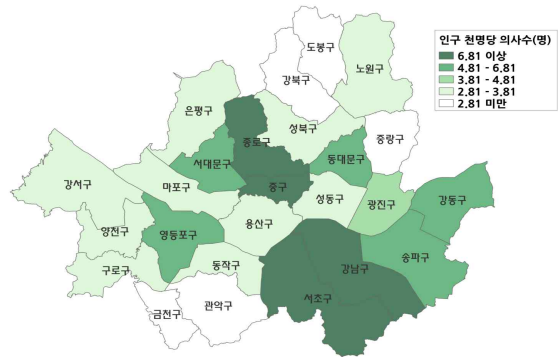 인구 천명당 의사수(명)
6.81 이상
4.81 - 6.81
3.81 - 4.81
2.81 - 3.81
2.81 미만
도봉구
노원구
강북구
은평구
성북구
중랑구
종로구
서대문구
동대문구
강서구
마포구
중구
성동구
광진구
강동구
양천구
영등포구
용산구
송파구
구로구
동작구
강남구
서초구
금천구
관악구